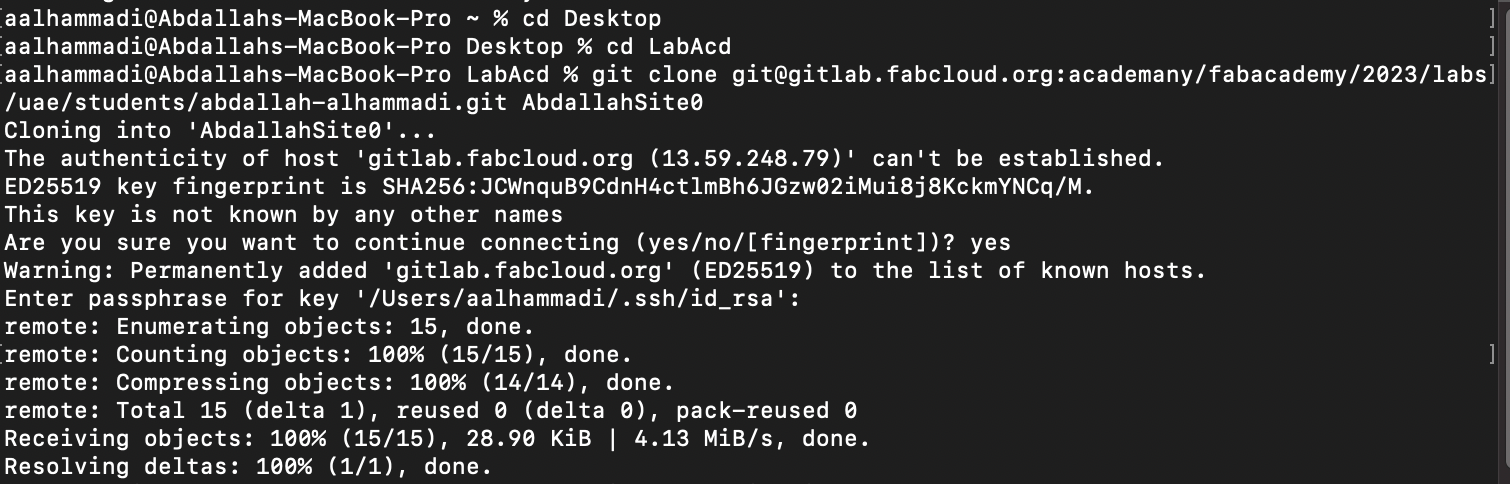 [aalhammadi@Abdallahs-MacBook-Pro ~ % cd Desktop ]
[aalhammadi@Abdallahs-MacBook-Pro Desktop % cd LabAcd ]
[aalhammadi@Abdallahs-MacBook-Pro LabAcd % git clone git@gitlab.fabcloud.org:academany/fabacademy/2023/labs]
/uae/students/abdallah-alhammadi.git AbdallahSite0
Cloning into 'AbdallahSite0'...
The authenticity of host 'gitlab.fabcloud.org (13.59.248.79)' can't be established.
ED25519 key fingerprint is SHA256:JCWnquB9CdnH4ctlmBh6JGzw02iMui8j8KckmYNCq/M.
This key is not known by any other names
Are you sure you want to continue connecting (yes/no/[fingerprint])? yes
Warning: Permanently added 'gitlab.fabcloud.org' (ED25519) to the list of known hosts.
Enter passphrase for key '/Users/aalhammadi/.ssh/id_rsa':
remote: Enumerating objects: 15, done.
[remote: Counting objects: 100% (15/15), done. ]
remote: Compressing objects: 100% (14/14), done.
remote: Total 15 (delta 1), reused 0 (delta 0), pack-reused 0
Receiving objects: 100% (15/15), 28.90 KiB | 4.13 MiB/s, done.
Resolving deltas: 100% (1/1), done.